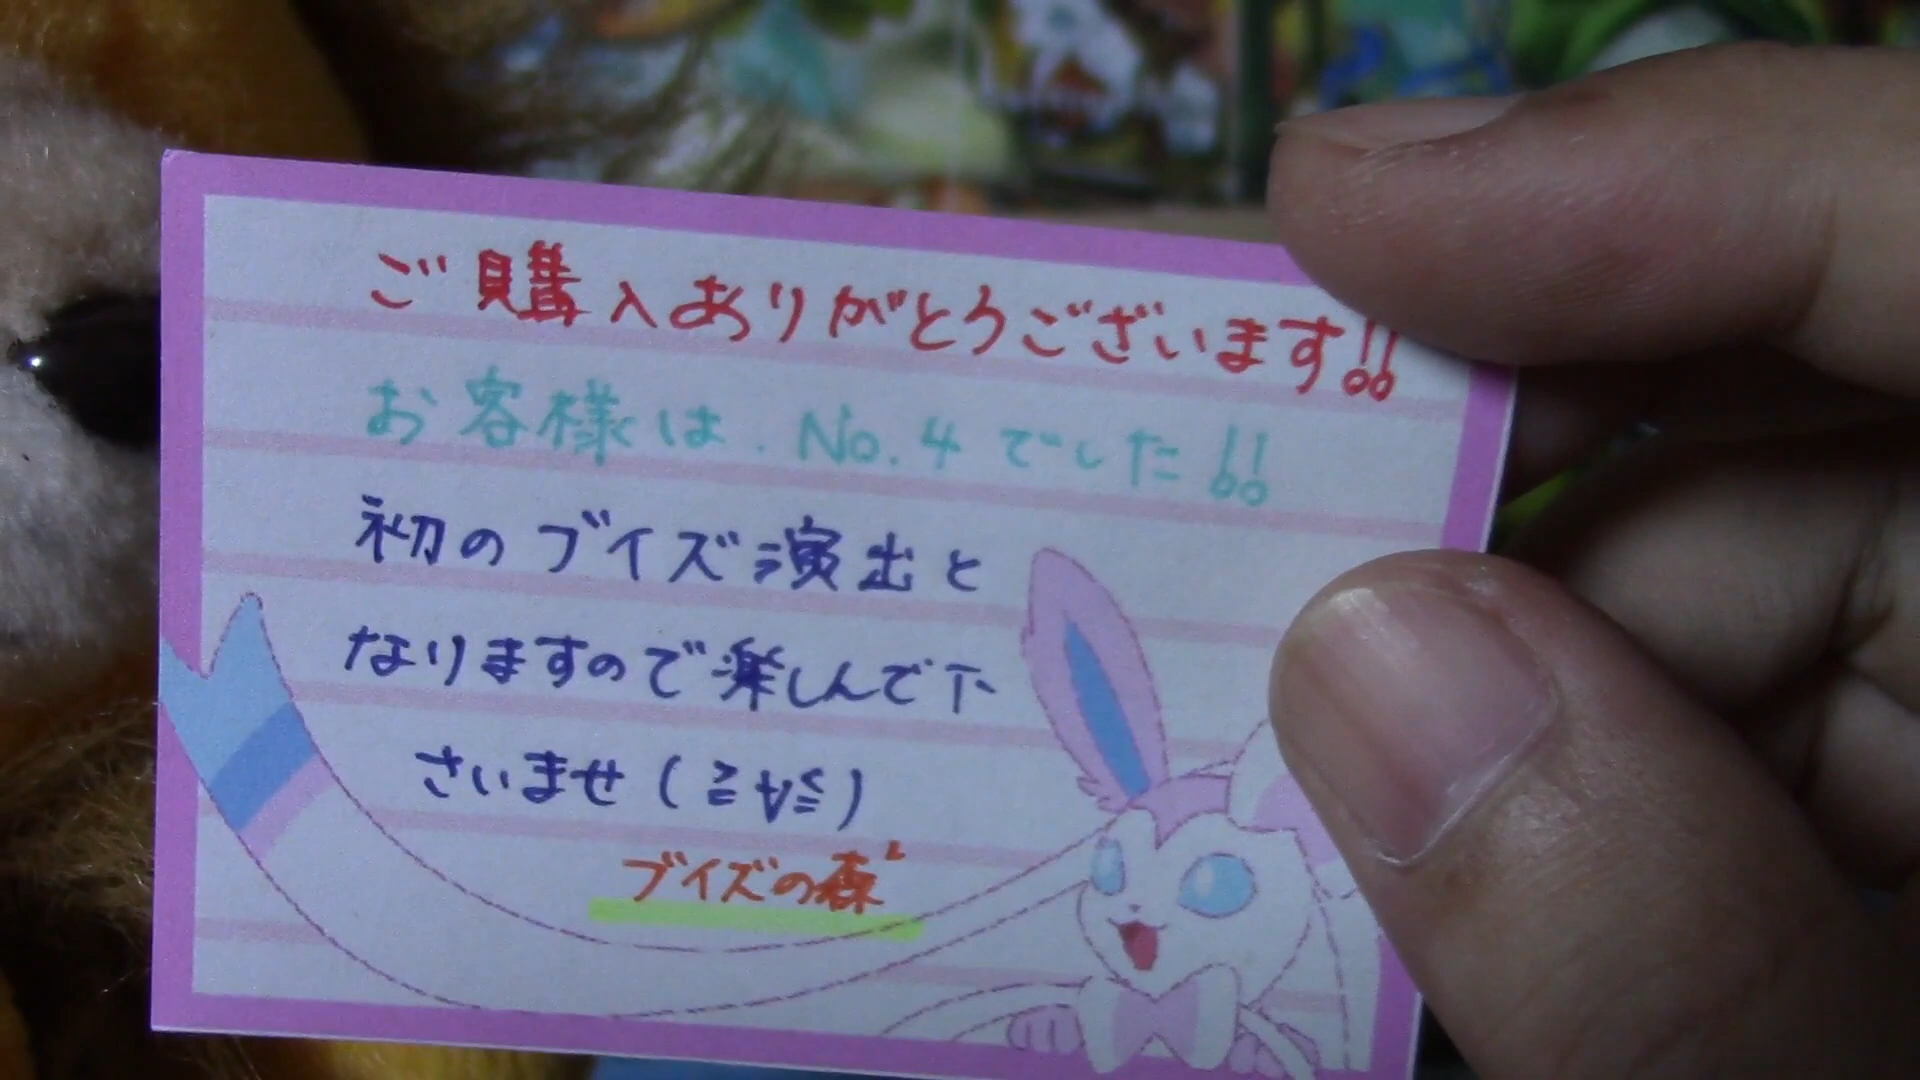 ご購入ありがとうございます!!
お客様は.No.4でした!!
初のブイズ演出と
なりますので楽しんで下
さいませ(≧∀≦)
ブイズの森